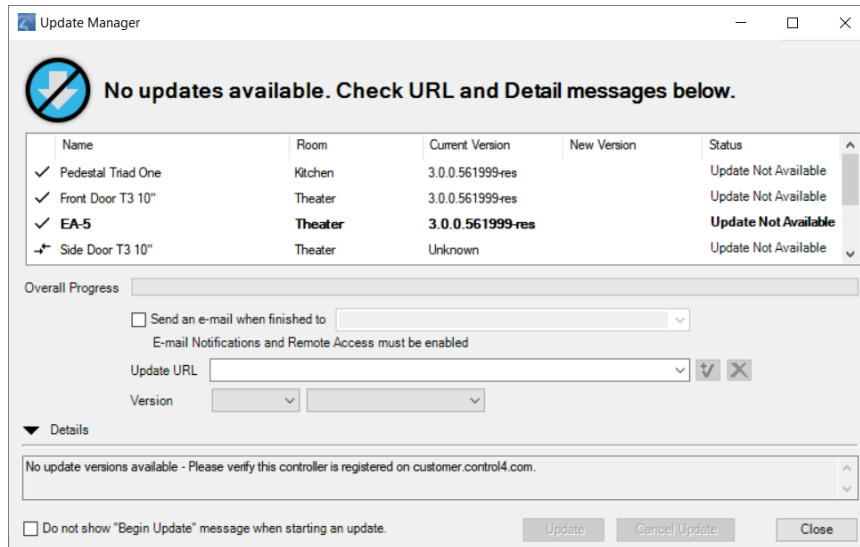 Update Manager
No updates available. Check URL and Detail messages below.
Name Room Current Version New Version Status
Pedestal Triad One Kitchen 3.0.0.561999-res Update Not Available
Front Door T3 10" Theater 3.0.0.561999-res Update Not Available
EA-5 Theater 3.0.0.561999-res Update Not Available
Side Door T3 10" Theater Unknown Update Not Available
Overall Progress
Send an e-mail when finished to
E-mail Notifications and Remote Access must be enabled
Update URL
Version
Details
No update versions available - Please verify this controller is registered on customer.control4.com.
Do not show "Begin Update" message when starting an update. Update Cancel Update Close